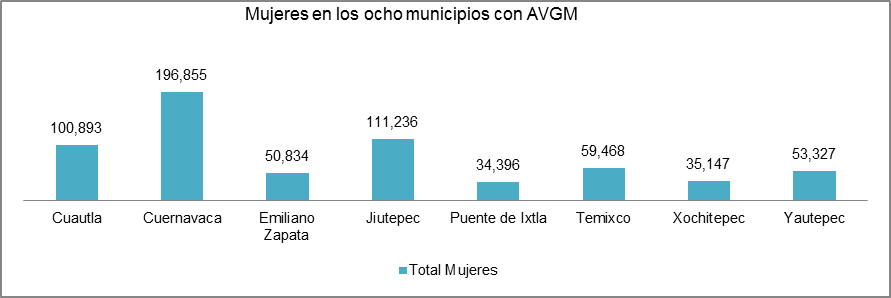 Mujeres en los ocho municipios con AVGM
196,855
111,236
100,893
59,468
53,327
50,834
34,396
35,147
Cuautla Cuernavaca Emiliano Jiutepec Puente de Ixtla Temixco Xochitepec Yautepec
Zapata
Total Mujeres